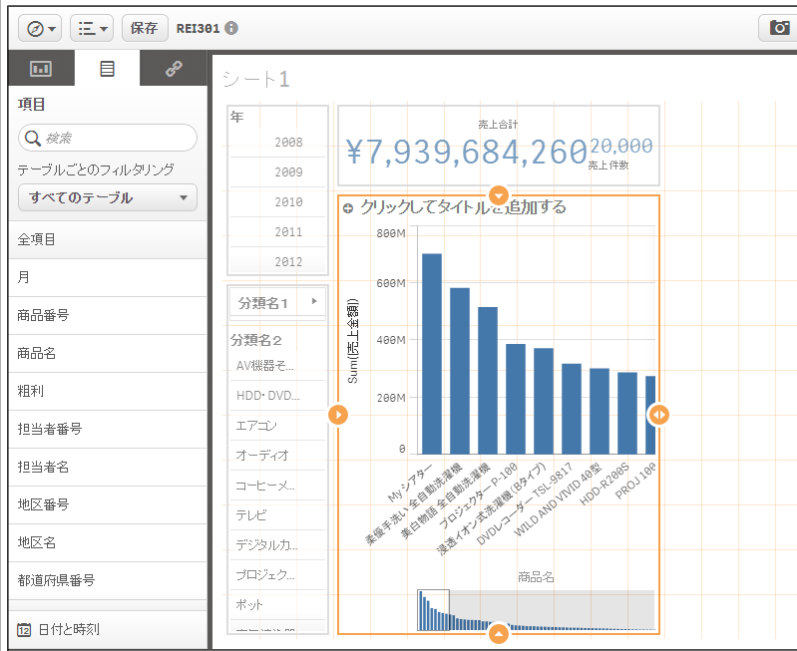 保存 REI301
項目
検索
テーブルごとのフィルタリング
すべてのテーブル
全項目
月
商品番号
商品名
粗利
担当者番号
担当者名
地区番号
地区名
都道府県番号
12 日付と時刻
シート1
年
2008
2009
2010
2011
2012
分類名1
分類名2
AV機器そ...
HDD・DVD...
エアコン
オーディオ
コーヒーメ...
テレビ
デジタルカ...
プロジェク...
ポット
売上合計
¥7,939,684,260
20,000
売上件数
クリックしてタイトルを追加する
Sum([売上金額])
800M
600M
400M
200M
0
Myシアター
柔優手洗い 全自動洗濯機
美白物語 全自動洗濯機
プロジェクター P-100
浸透イオン式洗濯機(Bタイプ)
DVDレコーダー TSL-9817
WILD AND VIVID 40型
HDD-R200S
PROJ 100
商品名